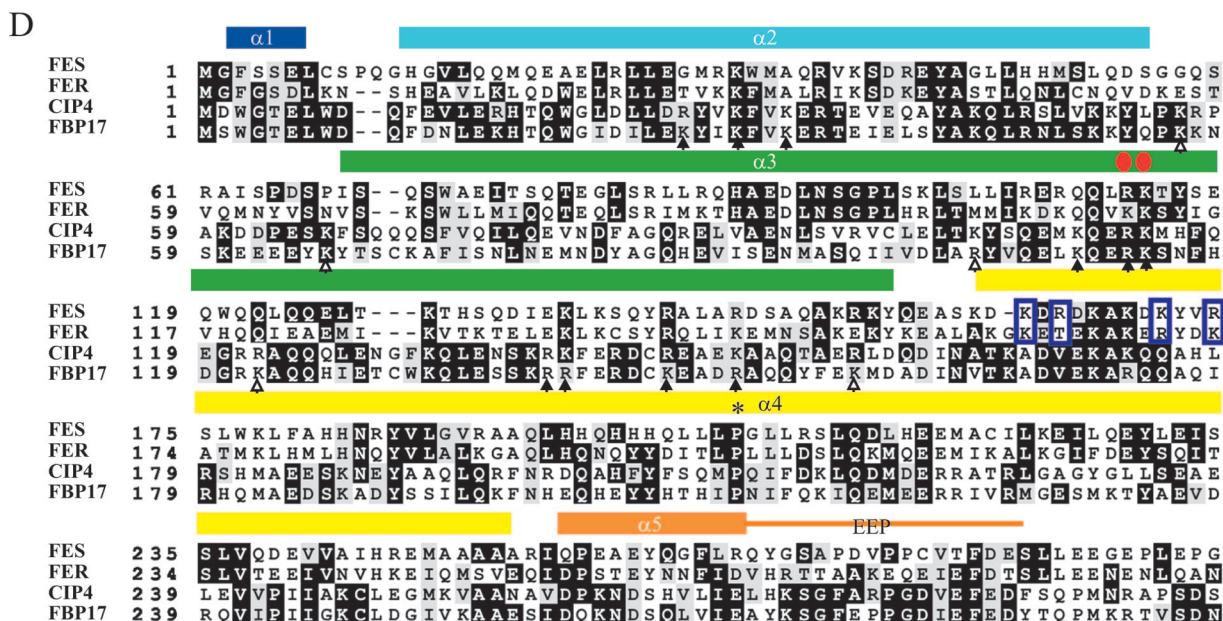 D
α1 α2
FES 1 MGFSSELCSPQGHGVLQQMQEAELRLLEGMRKWMAQRVKSDREYAGLLHHMSLQDSGGQS
FER 1 MGFGSDLKN--SHEAVLKLQDWELRLLETVKKFMALRIKSDKEYASTLQNLCNQVDKEST
CIP4 1 MDWGTELWD--QFEVLERHTQWGLDLLDRYVKFVKERTEVEQAYAKQLRSLVKKYLPKRP
FBP17 1 MSWGTELWD--QFDNLEKHTQWGIDILEKYIKFVKERTEIELSYAKQLRNLSKKYQPKKN
α3
FES 61 RAISPDSPIS--QSWAEITSQTEGLSRLLRQHAEDLNSGPLSKLSLLIRERQQLRKTYSE
FER 59 VQMNYVSNVS--KSWLLMIQQTEQLSRIMKTHAEDLNSGPLHRLTMMIKDKQQVKKSYIG
CIP4 59 AKDDPESKFSQQQSFVQILQEVNDFAGQRELVAENLSVRVCLELTKYSQEMKQERKMHFQ
FBP17 59 SKEEEEYKYTSCKAFISNLNEMNDYAGQHEVISENMASQIIVDLARYVQELKQERKSNFH
FES 119 QWQQLQQELT---KTHSQDIEKLKSQYRALARDSAQAKRKYQEASKD-KDRDKAKDKYVR
FER 117 VHQQIEAEMI---KVTKTELEKLKCSYRQLIKEMNSAKEKYKEALAKGKETEKAKERYDK
CIP4 119 EGRRAQQQLENGFKQLENSKRKFERDCREAEKAAQTAERLDQDINATKADVEKAKQQAHL
FBP17 119 DGRKAQQHIETCWKQLESSKRRFERDCKEADRAQQYFEKMDADINVTKADVEKARQQAQI
* α4
FES 175 SLWKLFAHHNRYVLGVRAAQLHHQHHHQLLLPGLLRSLQDLHEEMACILKEILQEYLEIS
FER 174 ATMKLHMLHNQYVLALKGAQLHQNQYYDITLPLLLDSLQKMQEEMIKALKGIFDEYSQIT
CIP4 179 RSHMAEESKNEYAAQLQRFNRDQAHFYFSQMPQIFDKLQDMDERRATRLGAGYGLLSEAE
FBP17 179 RHQMAEDSKADYSSILQKFNHEQHEYYHTHIPNIFQKIQEMEERRIVRMGESMKTYAEVD
α5 EEP
FES 235 SLVQDEVVAIHREMAAAAARIQPEAEYQGFLRQYGSAPDVPPCVTFDESLLEEGEPLEPG
FER 234 SLVTEEIVNVHKEIQMSVEQIDPSTEYNNFIDVHRTTAAKEQEIEFDTSLLEENENLQAN
CIP4 239 LEVVPIIAKCLEGMKVAANAVDPKNDSHVLIELHKSGFARPGDVEFEDFSQPMNRAPSDS
FBP17 239 RQVIPIIGKCLDGIVKAAESIDQKNDSQLVIEAYKSGFEPPGDIEFEDYTQPMKRTVSDN